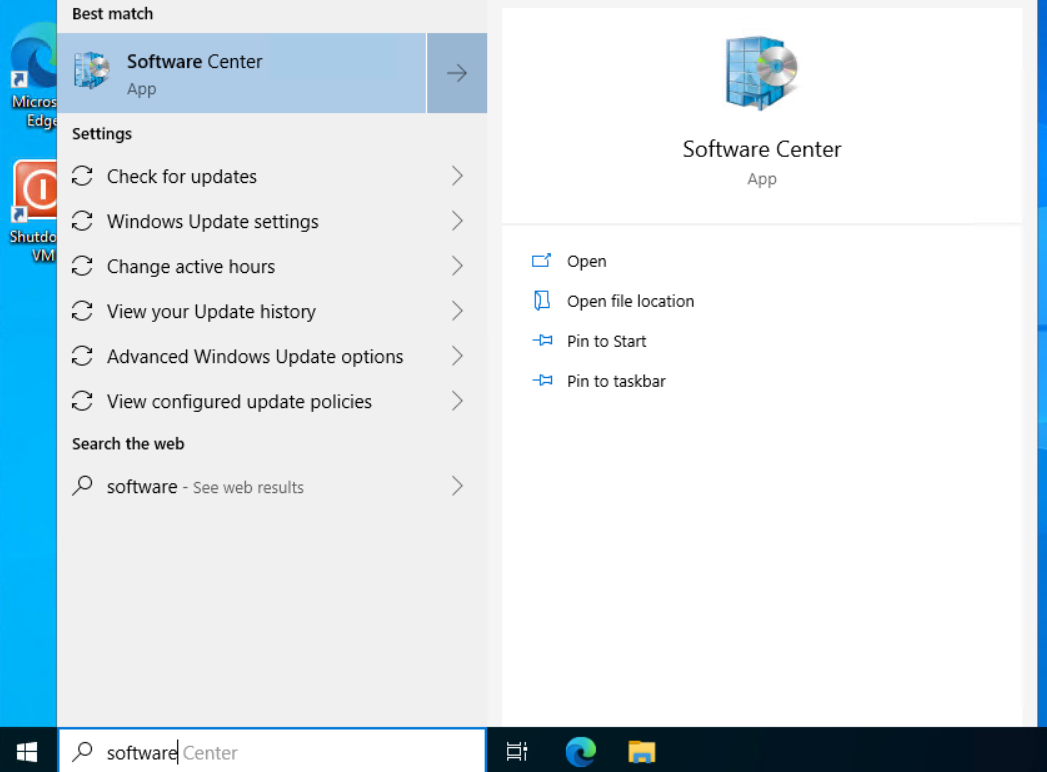 Best match
Software Center
App
Micros
Edge
Settings
Check for updates
Windows Update settings
Shutdo
VM
Change active hours
View your Update history
Advanced Windows Update options
View configured update policies
Search the web
software - See web results
Software Center
App
Open
Open file location
Pin to Start
Pin to taskbar
software Center